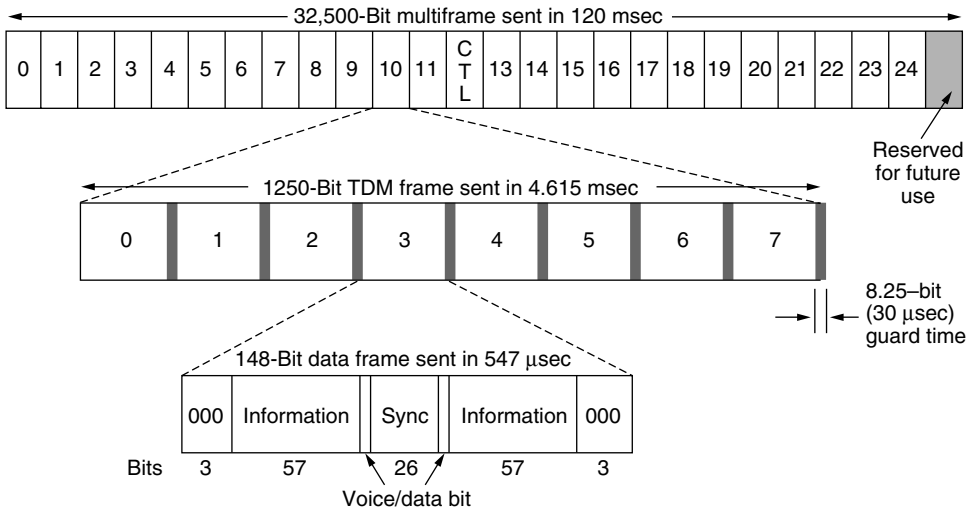 32,500-Bit multiframe sent in 120 msec
0 1 2 3 4 5 6 7 8 9 10 11 CTL 13 14 15 16 17 18 19 20 21 22 23 24
Reserved
for future
use
1250-Bit TDM frame sent in 4.615 msec
0 1 2 3 4 5 6 7
8.25–bit
(30 μsec)
guard time
148-Bit data frame sent in 547 μsec
000 Information Sync Information 000
Bits 3 57 26 57 3
Voice/data bit